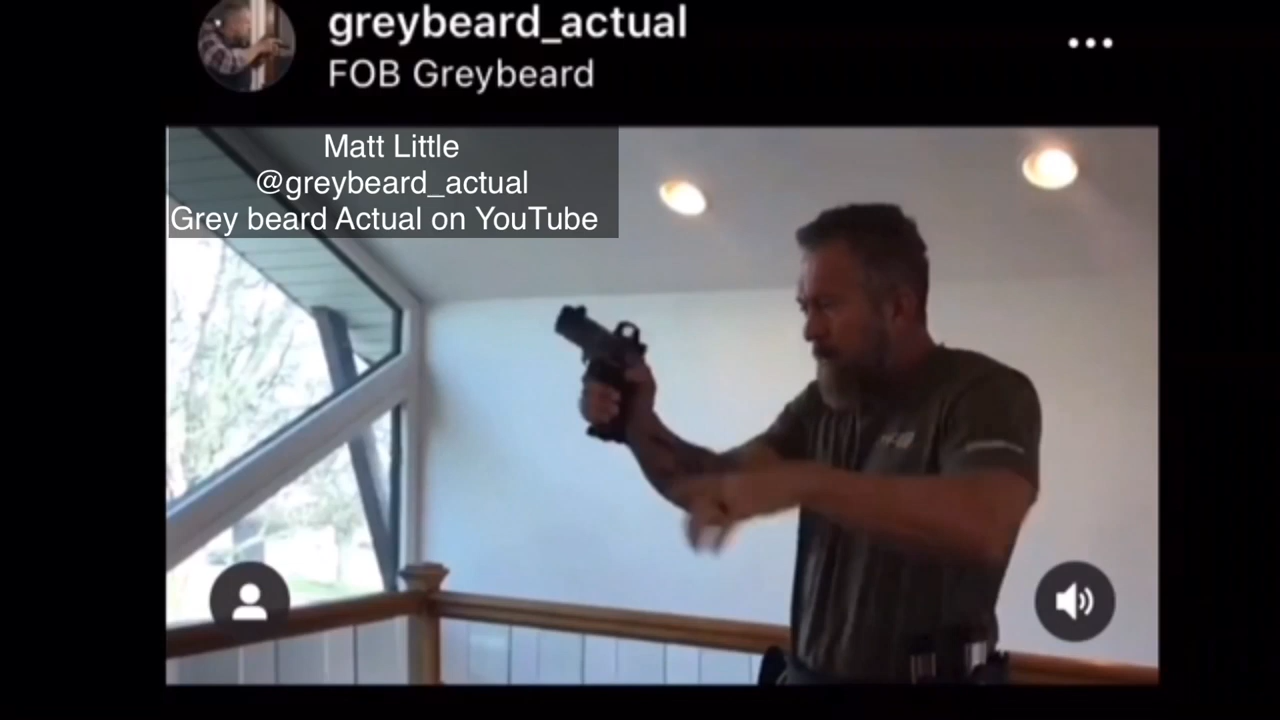 greybeard_actual
FOB Greybeard
Matt Little
@greybeard_actual
Grey beard Actual on YouTube